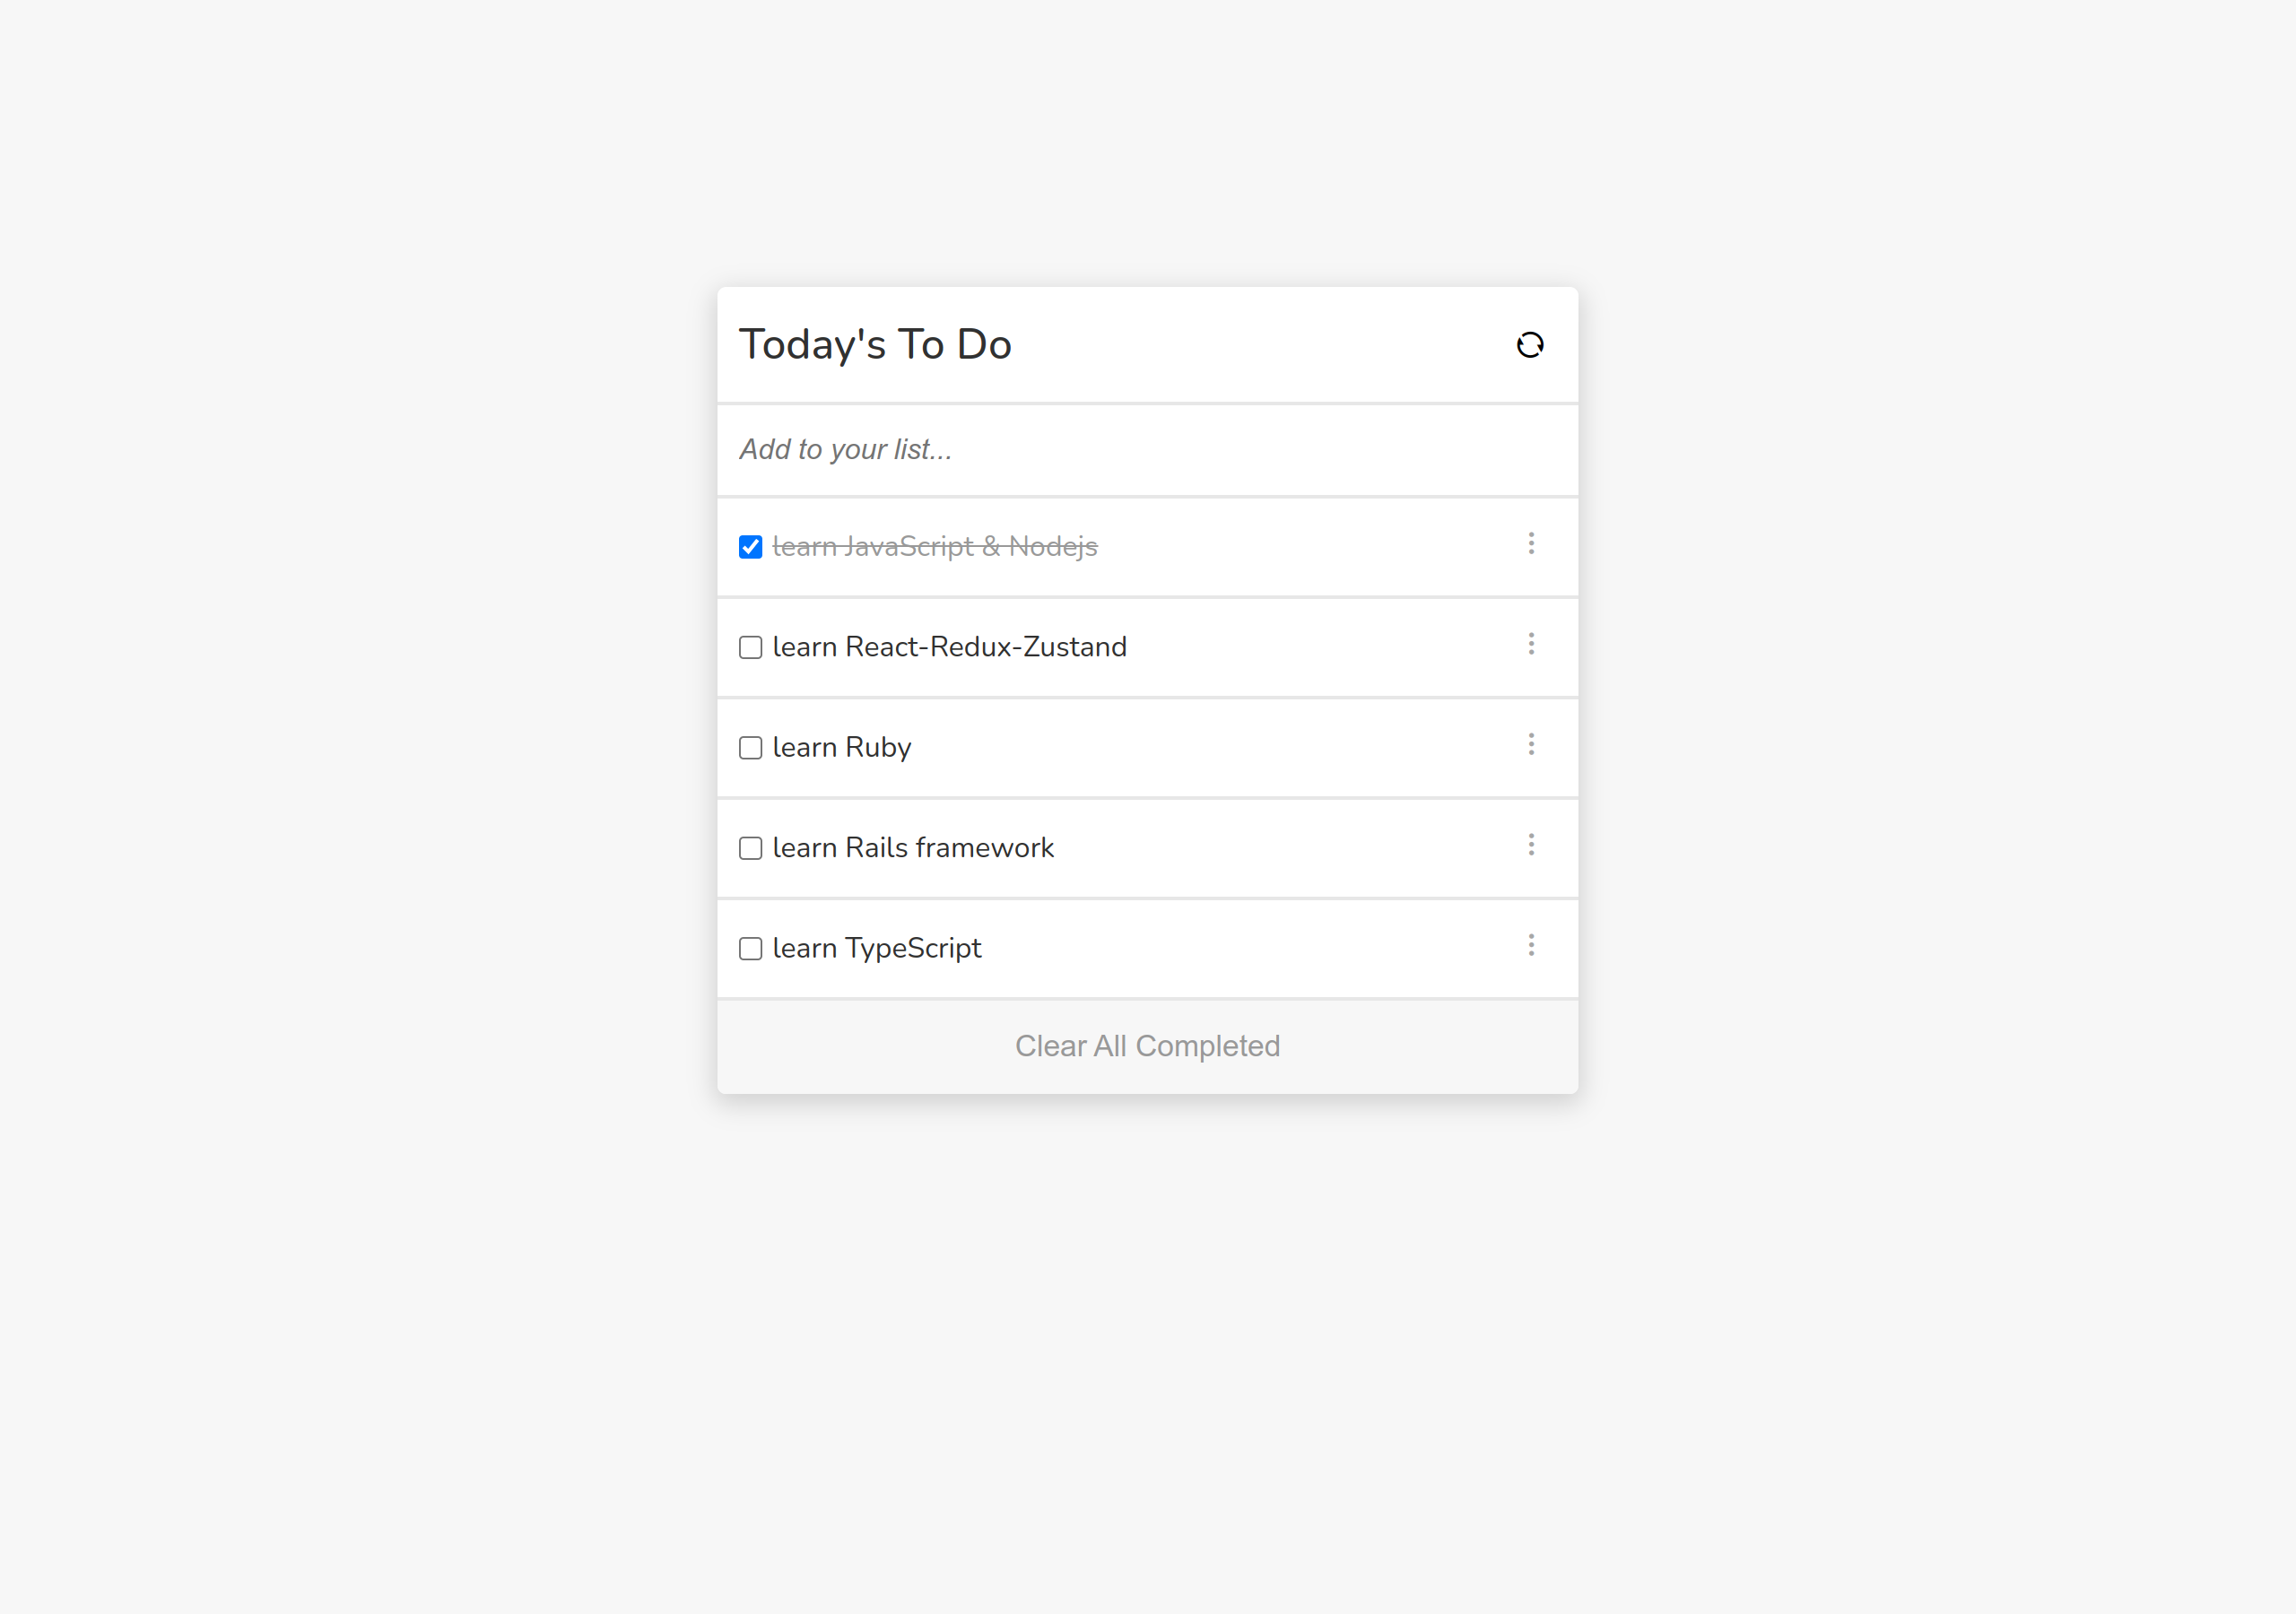 Today's To Do
Add to your list...
learn JavaScript & Nodejs
learn React-Redux-Zustand
learn Ruby
learn Rails framework
learn TypeScript
Clear All Completed